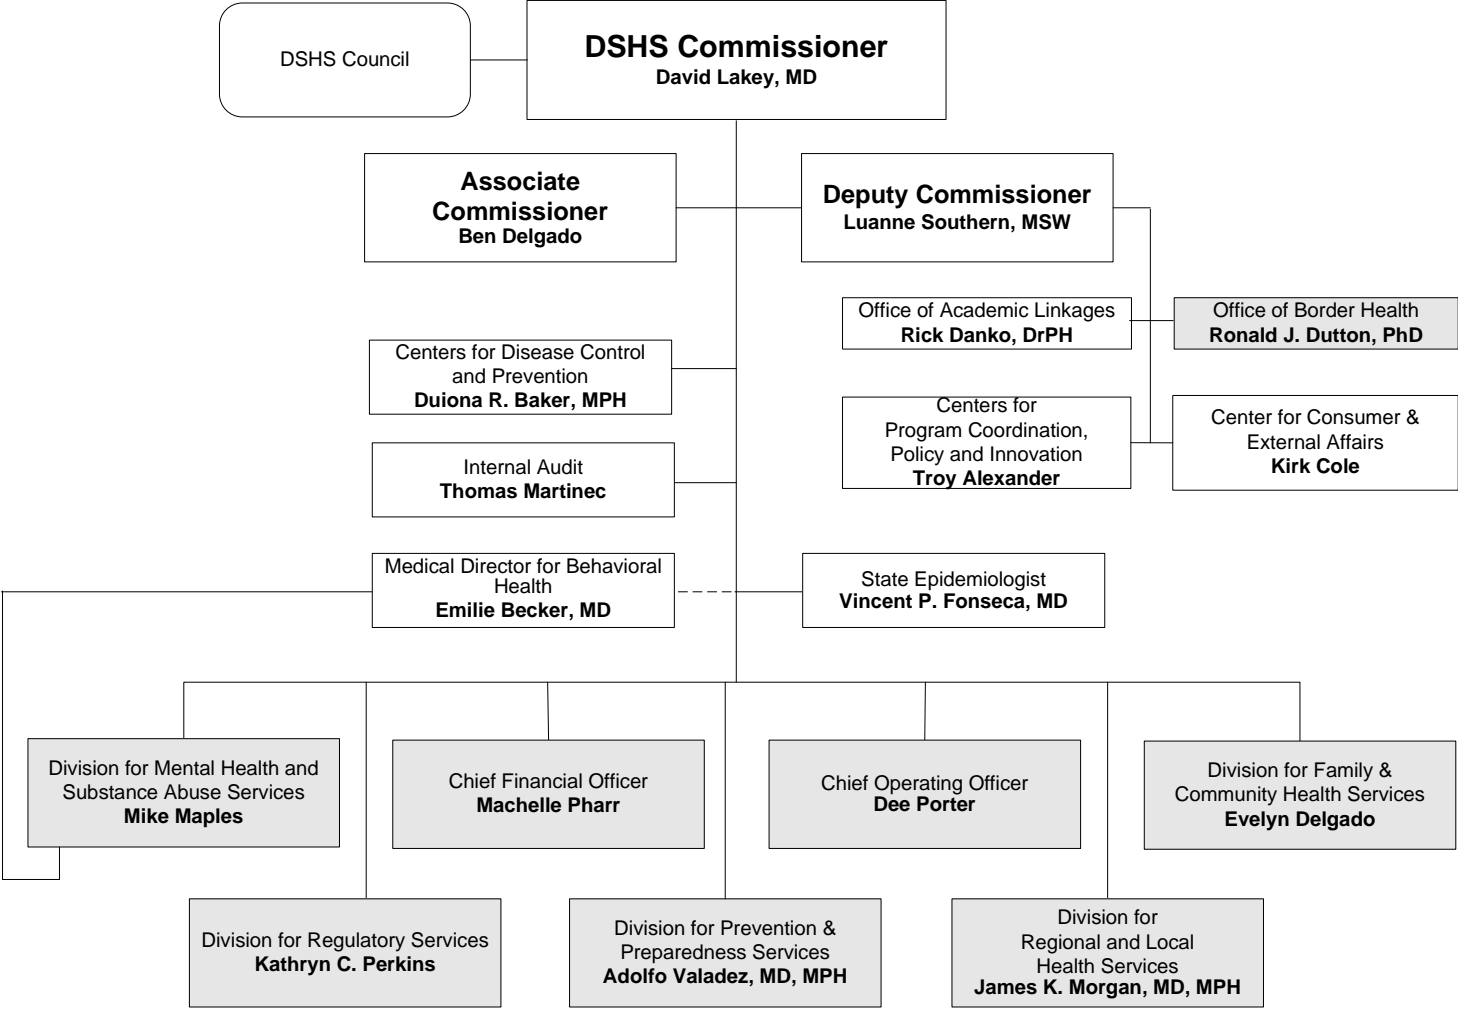 DSHS Council
DSHS Commissioner
David Lakey, MD
Associate
Commissioner
Ben Delgado
Deputy Commissioner
Luanne Southern, MSW
Office of Academic Linkages
Rick Danko, DrPH
Office of Border Health
Ronald J. Dutton, PhD
Centers for Disease Control
and Prevention
Duiona R. Baker, MPH
Centers for
Program Coordination,
Policy and Innovation
Troy Alexander
Center for Consumer &
External Affairs
Kirk Cole
Internal Audit
Thomas Martinec
Medical Director for Behavioral
Health
Emilie Becker, MD
State Epidemiologist
Vincent P. Fonseca, MD
Division for Mental Health and
Substance Abuse Services
Mike Maples
Chief Financial Officer
Machelle Pharr
Chief Operating Officer
Dee Porter
Division for Family &
Community Health Services
Evelyn Delgado
Division for Regulatory Services
Kathryn C. Perkins
Division for Prevention &
Preparedness Services
Adolfo Valadez, MD, MPH
Division for
Regional and Local
Health Services
James K. Morgan, MD, MPH